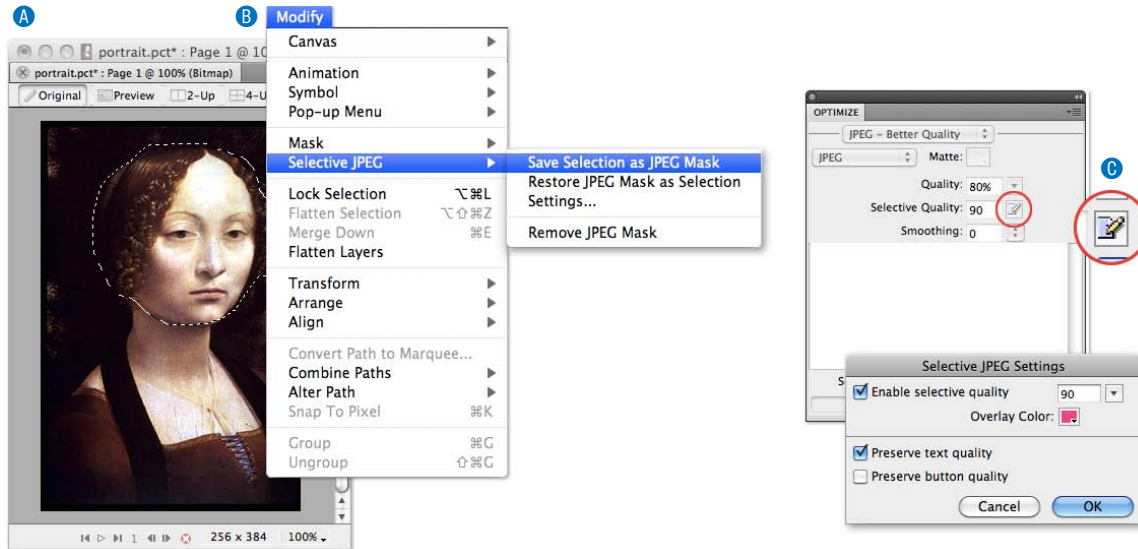 A
B
Modify
portrait.pct* : Page 1 @ 10
portrait.pct* : Page 1 @ 100% (Bitmap)
Original Preview 2-Up 4-U
Canvas
Animation
Symbol
Pop-up Menu
Mask
Selective JPEG
Lock Selection ⌥⌘L
Flatten Selection ⌥⇧⌘Z
Merge Down ⌘E
Flatten Layers
Transform
Arrange
Align
Convert Path to Marquee...
Combine Paths
Alter Path
Snap To Pixel ⌘K
Group ⌘G
Ungroup ⇧⌘G
Save Selection as JPEG Mask
Restore JPEG Mask as Selection
Settings...
Remove JPEG Mask
1 256 x 384 100%
OPTIMIZE
JPEG – Better Quality
JPEG Matte:
Quality: 80%
Selective Quality: 90
Smoothing: 0
C
S
Selective JPEG Settings
Enable selective quality 90
Overlay Color:
Preserve text quality
Preserve button quality
Cancel OK